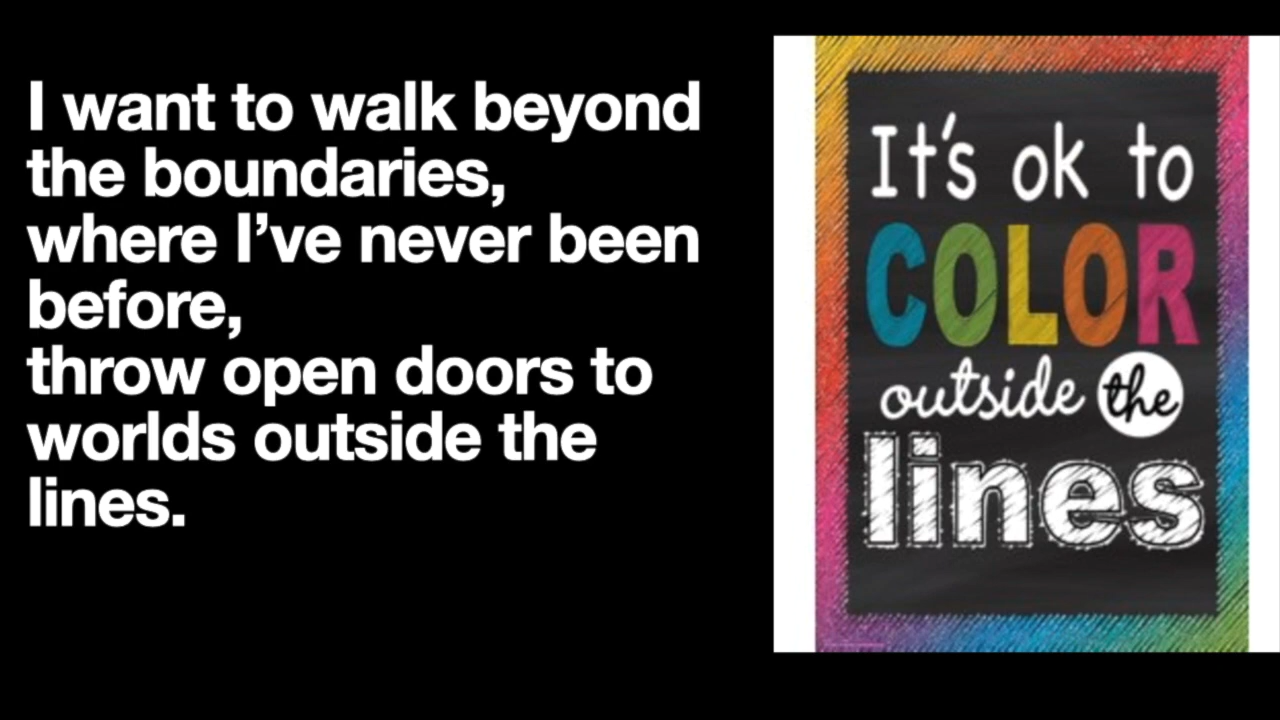 I want to walk beyond
the boundaries,
where I’ve never been
before,
throw open doors to
worlds outside the
lines.
It's ok to
COLOR
outside the
lines